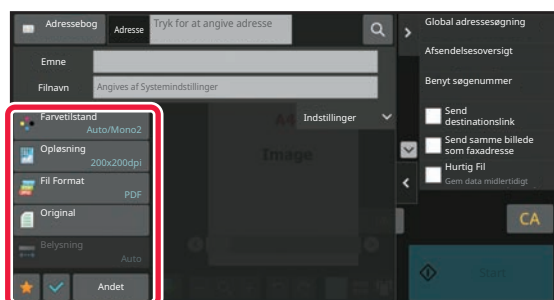 Adressebog
Adresse
Tryk for at angive adresse
Emne
Filnavn
Angives af Systemindstillinger
Farvetilstand
Auto/Mono2
Opløsning
200x200dpi
Fil Format
PDF
Original
Belysning
Auto
Andet
A4
Image
Indstillinger
Global adressesøgning
Afsendelsesoversigt
Benyt søgenummer
Send
destinationslink
Send samme billede
som faxadresse
Hurtig Fil
Gem data midlertidigt
CA
Start